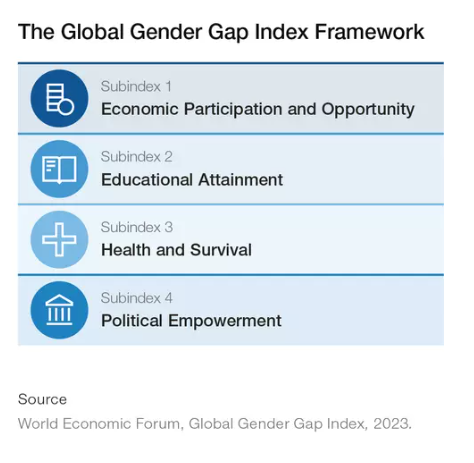 The Global Gender Gap Index Framework
Subindex 1
Economic Participation and Opportunity
Subindex 2
Educational Attainment
Subindex 3
Health and Survival
Subindex 4
Political Empowerment
Source
World Economic Forum, Global Gender Gap Index, 2023.